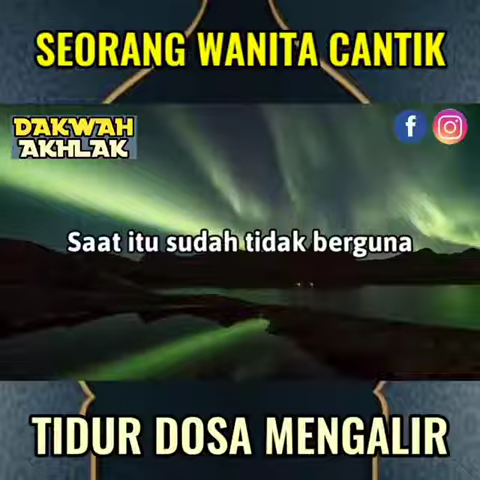 SEORANG WANITA CANTIK
DAKWAH
AKHLAK
Saat itu sudah tidak berguna
TIDUR DOSA MENGALIR